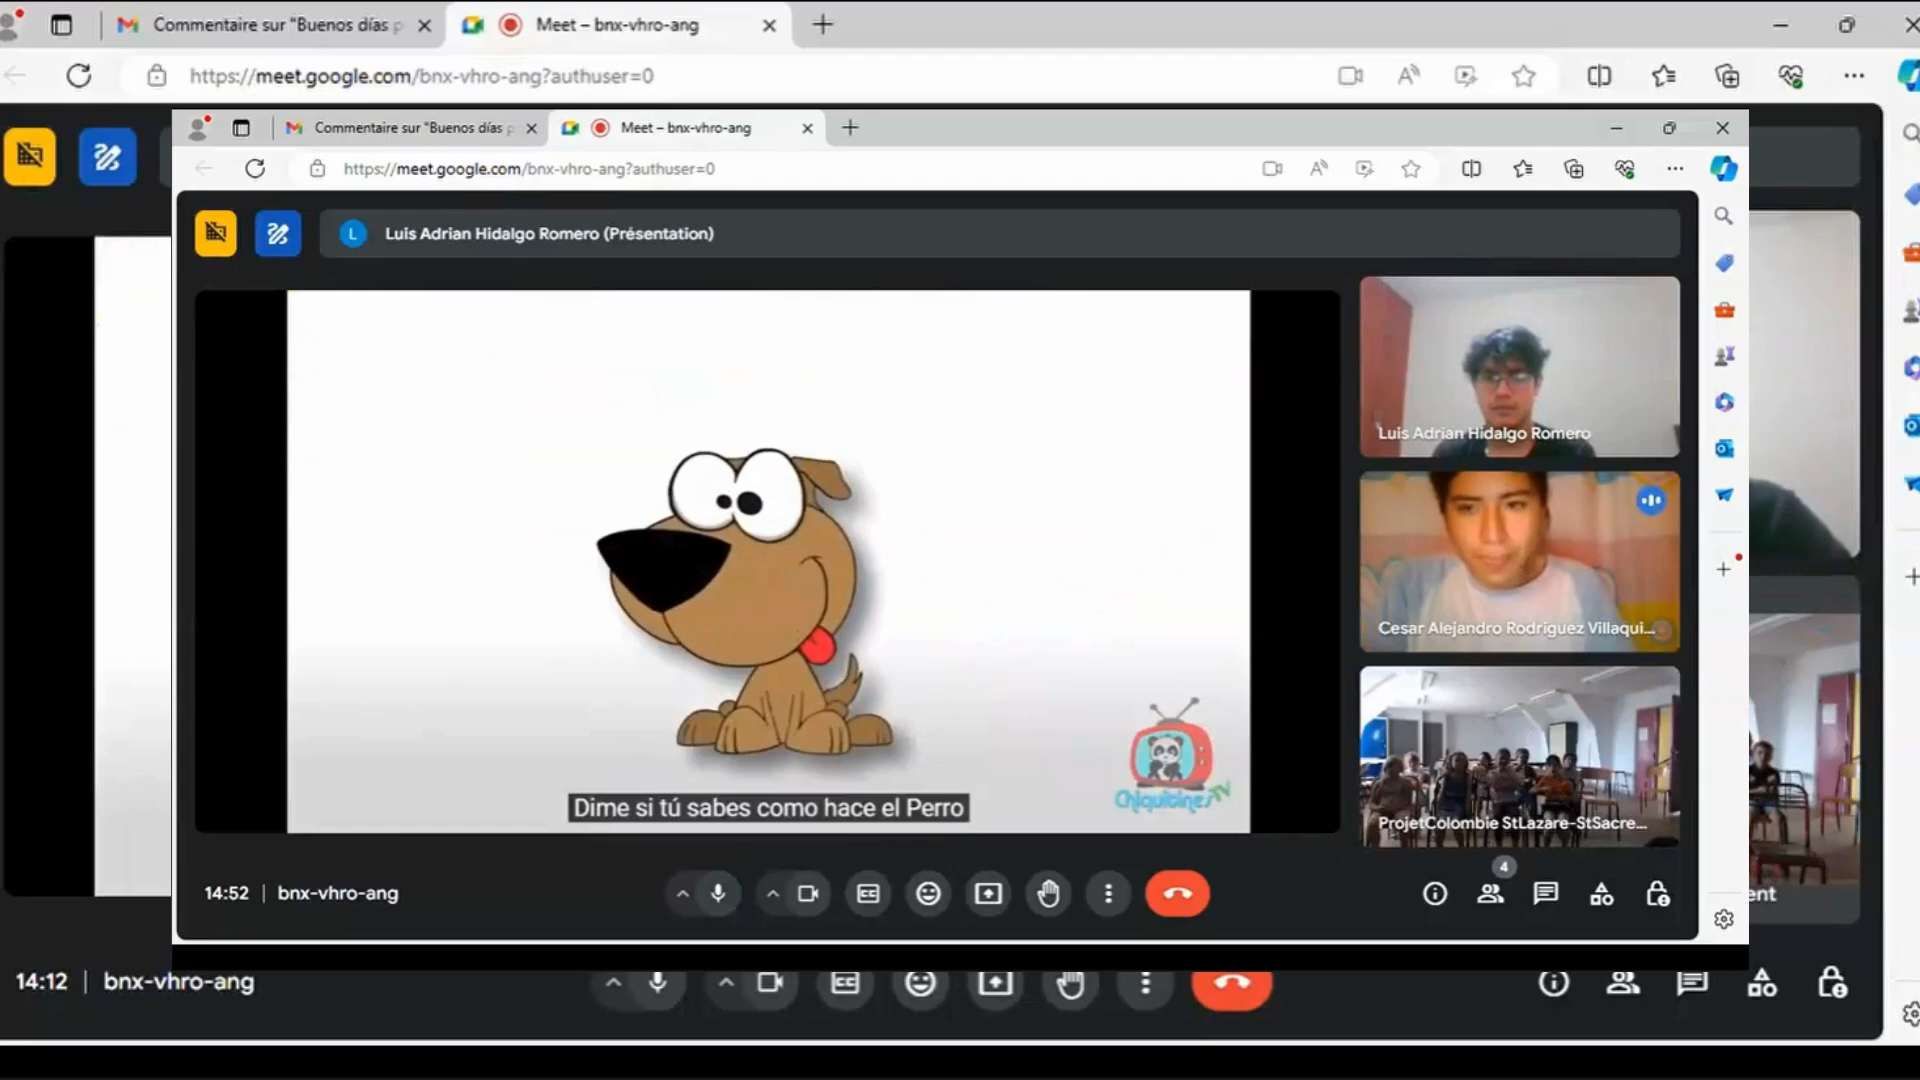 Commentaire sur "Buenos días p
Meet – bnx-vhro-ang
https://meet.google.com/bnx-vhro-ang?authuser=0
Commentaire sur "Buenos días p
Meet – bnx-vhro-ang
https://meet.google.com/bnx-vhro-ang?authuser=0
L
Luis Adrian Hidalgo Romero (Présentation)
Luis Adrian Hidalgo Romero
Cesar Alejandro Rodriguez Villaqui...
ChiquitinesTV
Dime si tú sabes como hace el Perro
ProjetColombie StLazare-StSacre...
4
14:52 | bnx-vhro-ang
ent
14:12 | bnx-vhro-ang